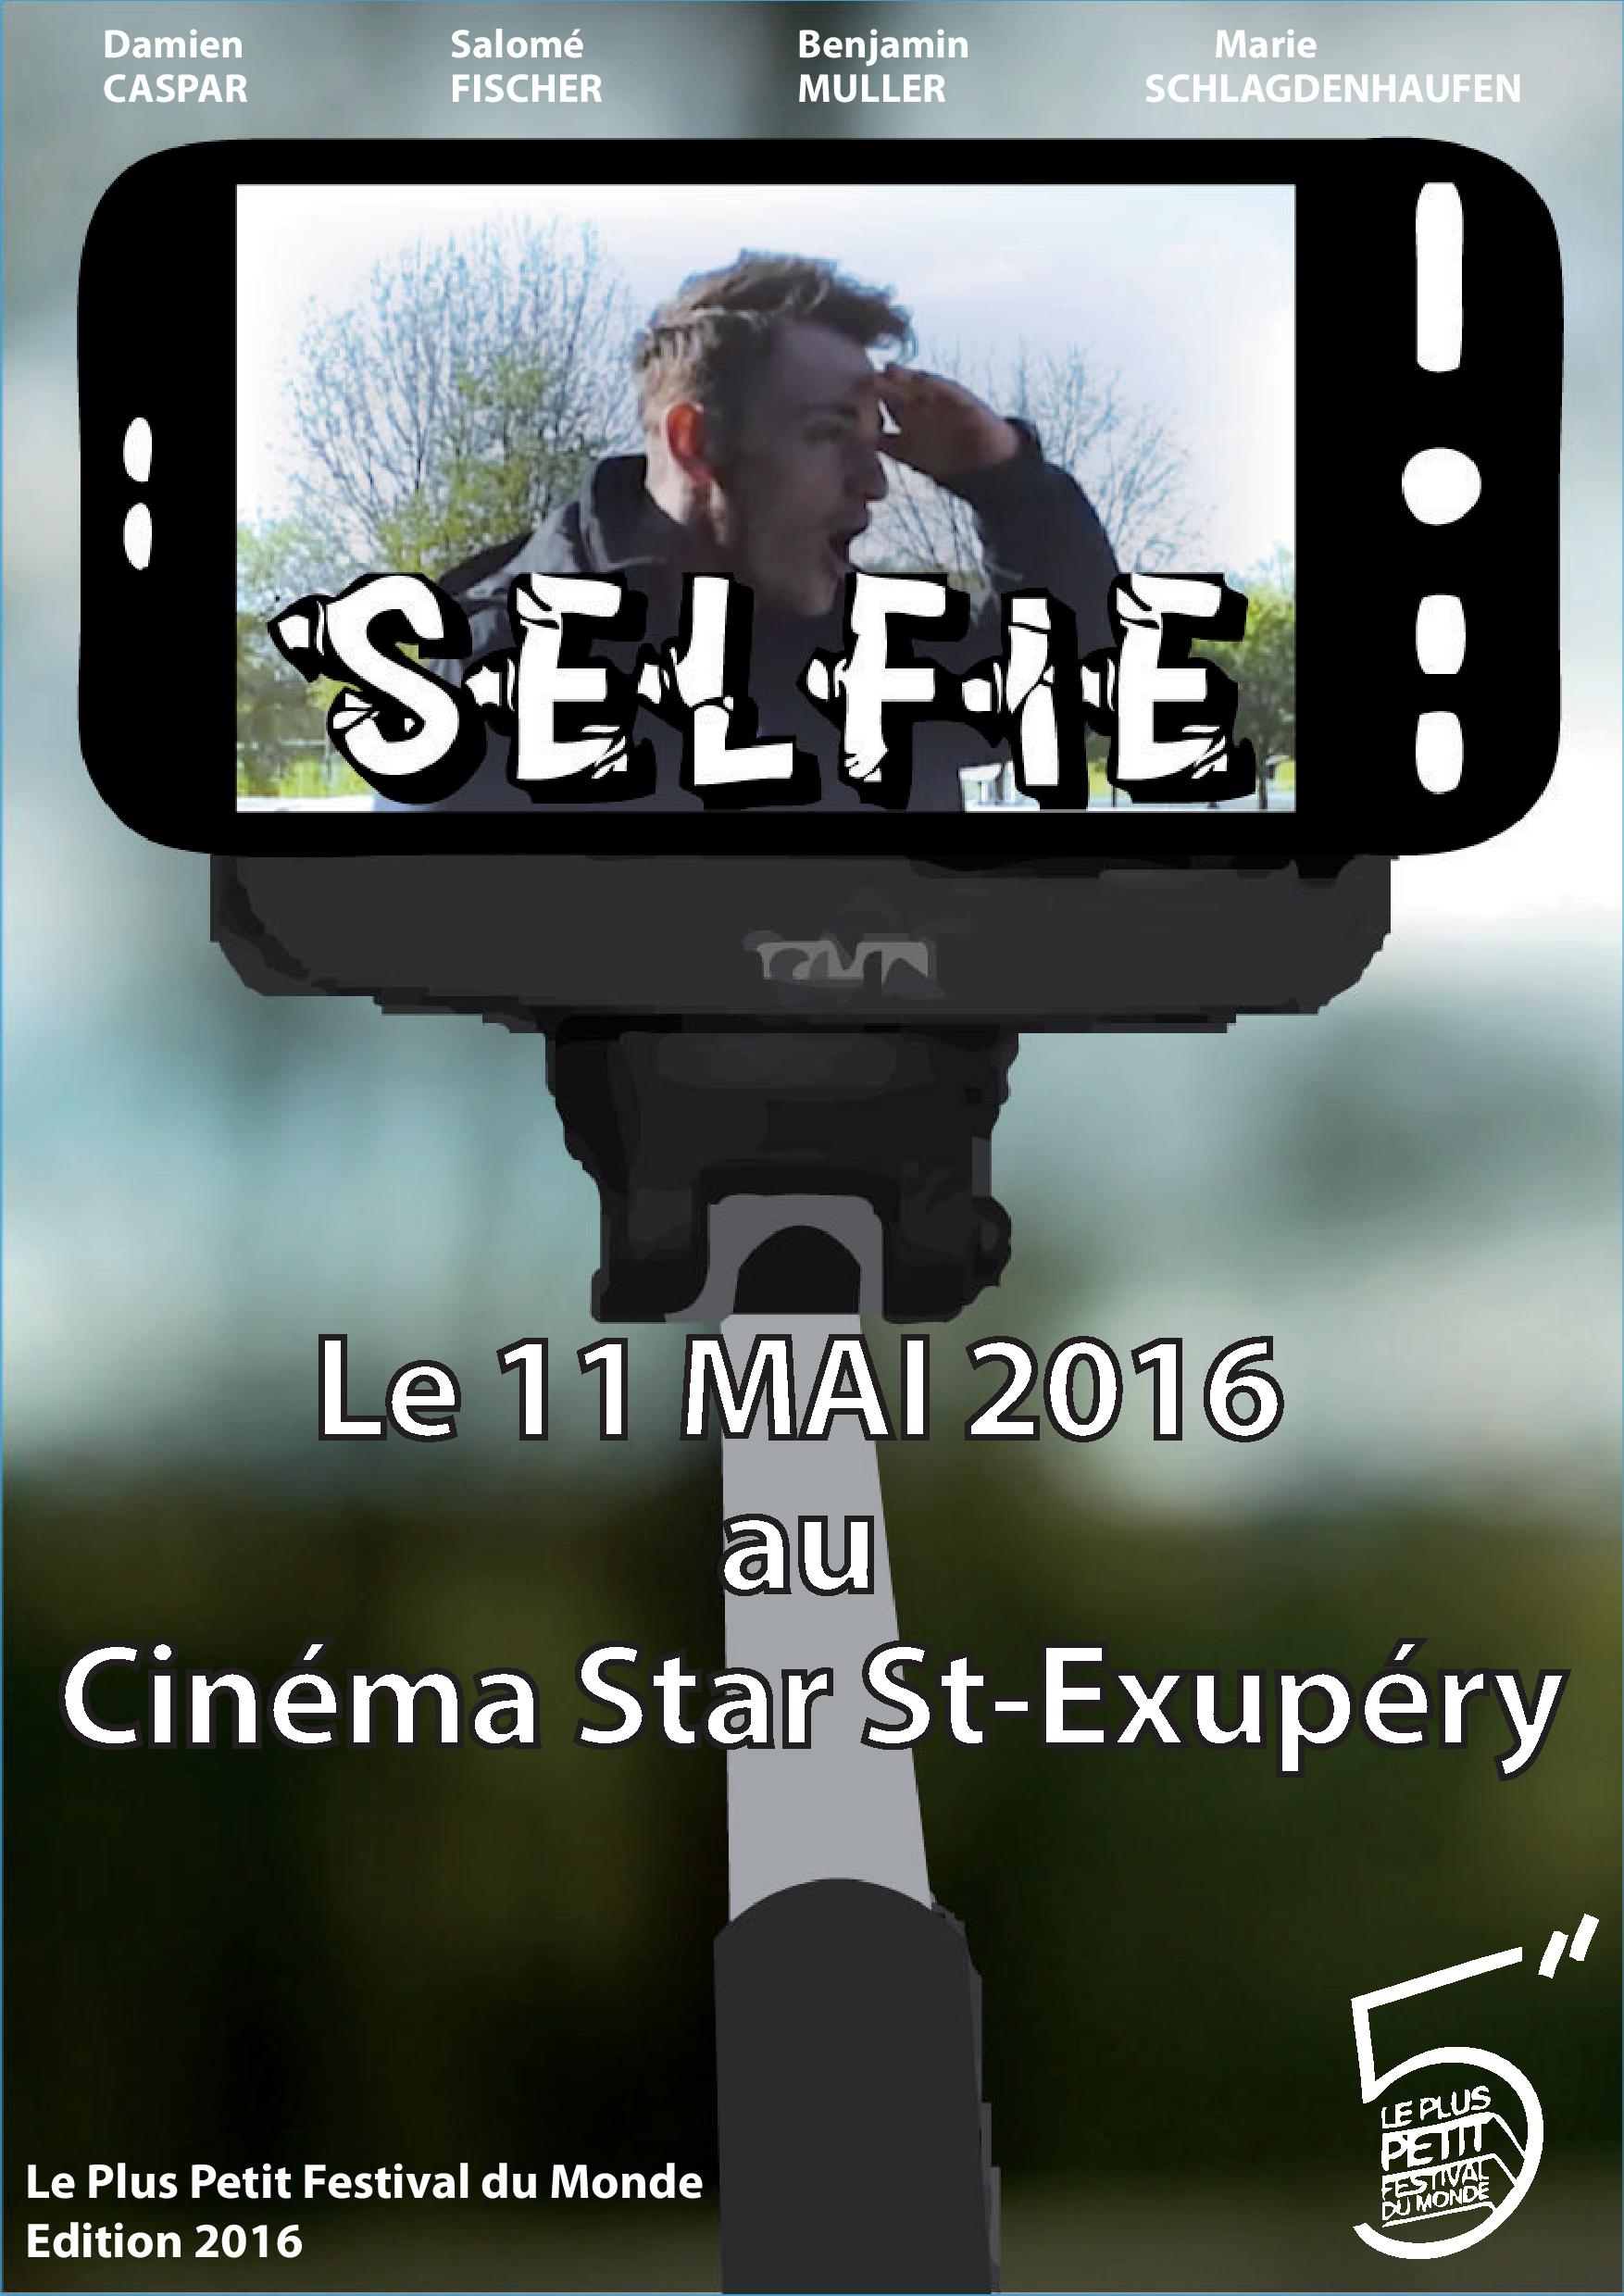 Damien
CASPAR
Salomé
FISCHER
Benjamin
MULLER
Marie
SCHLAGDENHAUFEN
SELFIE
Le 11 MAI 2016
au
Cinéma Star St-Exupéry
5"
LE PLUS
PETIT
FESTIVAL
DU MONDE
Le Plus Petit Festival du Monde
Edition 2016